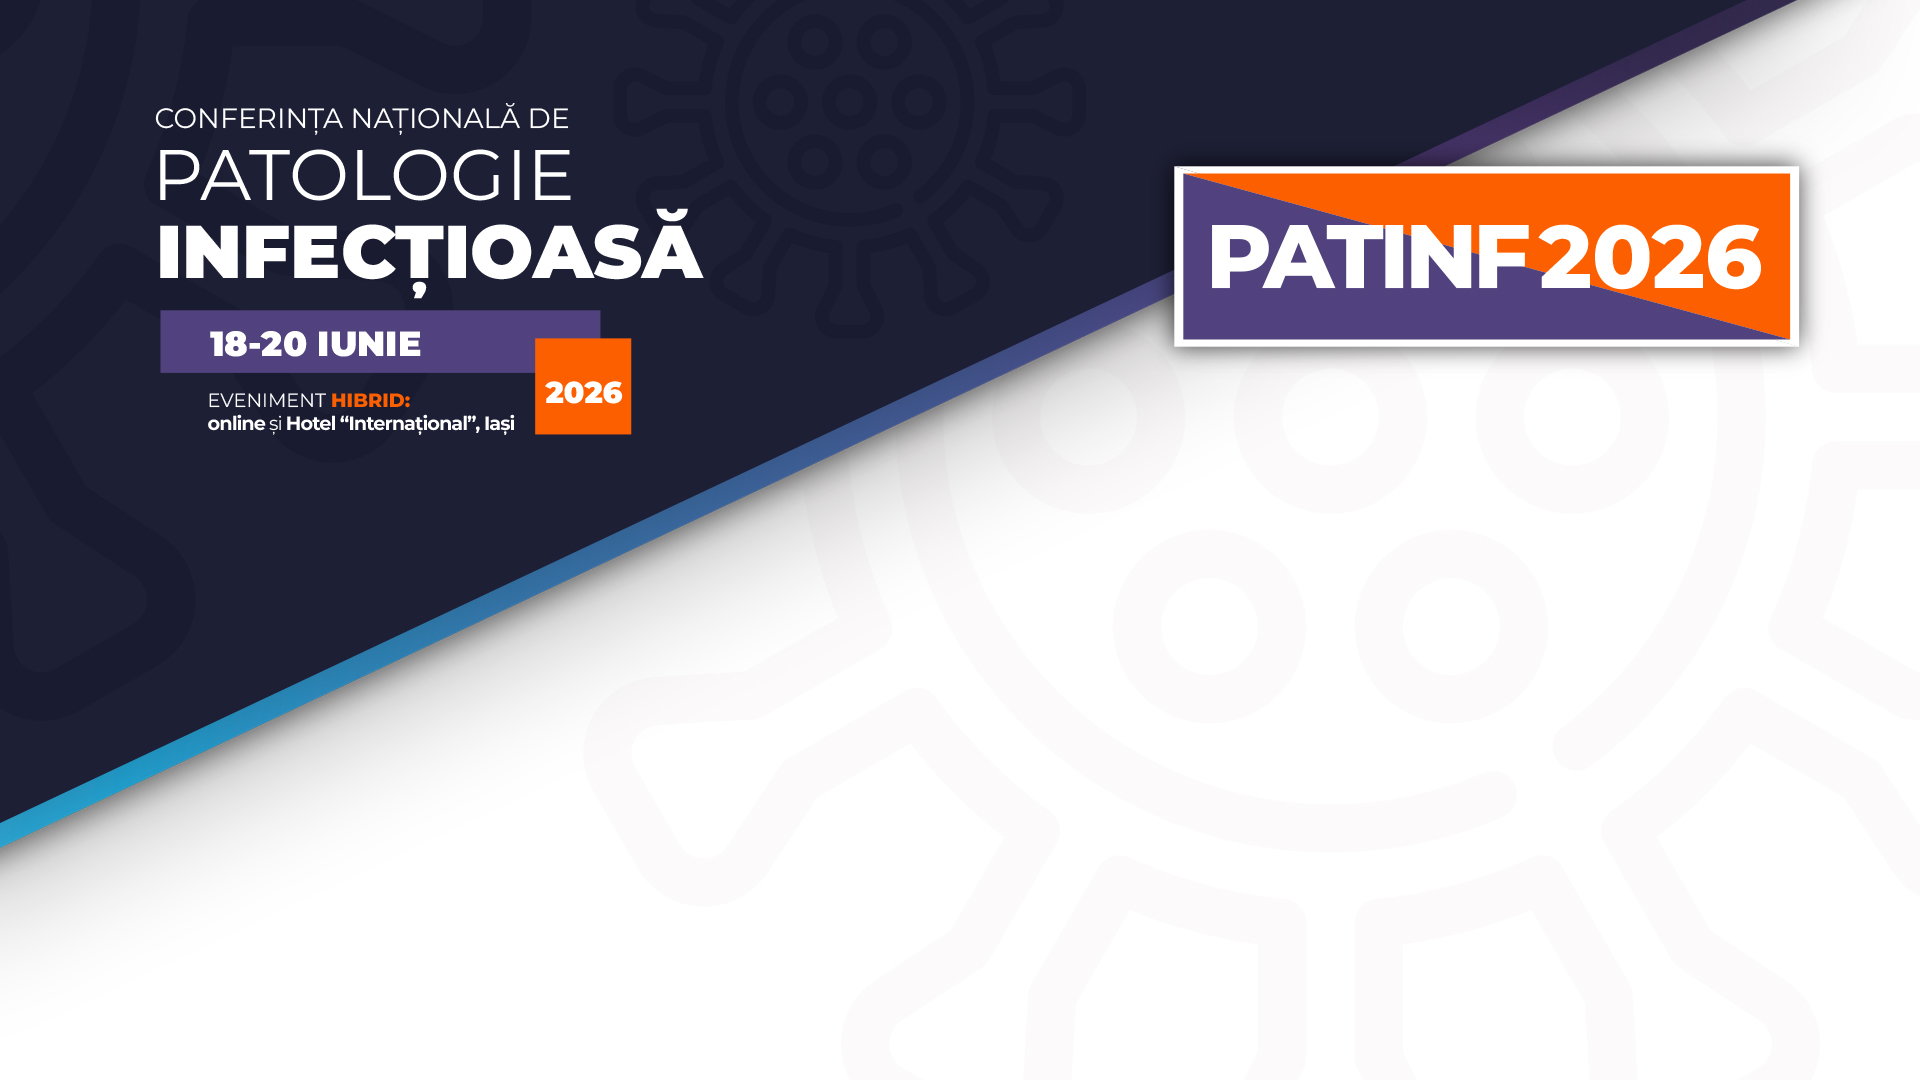 CONFERINȚA NAȚIONALĂ DE
PATOLOGIE
INFECȚIOASĂ
18-20 IUNIE
2026
EVENIMENT HIBRID:
online și Hotel “Internațional”, Iași
PATINF2026